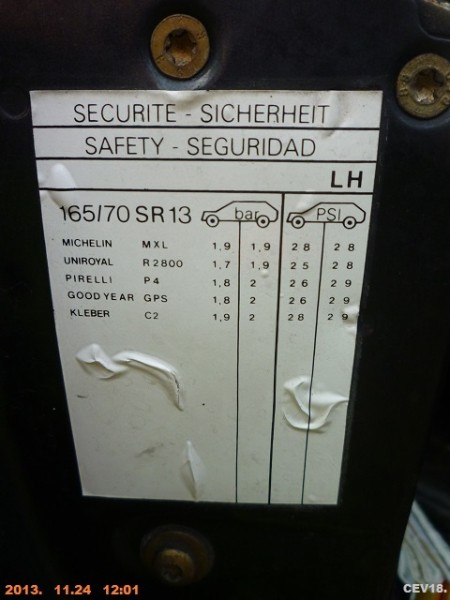 SECURITE - SICHERHEIT
SAFETY - SEGURIDAD
LH
165/70 SR 13 bar PSI
MICHELIN MXL 1,9 1,9 28 28
UNIROYAL R2800 1,7 1,9 25 28
PIRELLI P4 1,8 2 26 29
GOODYEAR GPS 1,8 2 26 29
KLEBER C2 1,9 2 28 29
2013. 11.24 12:01
CEV18.